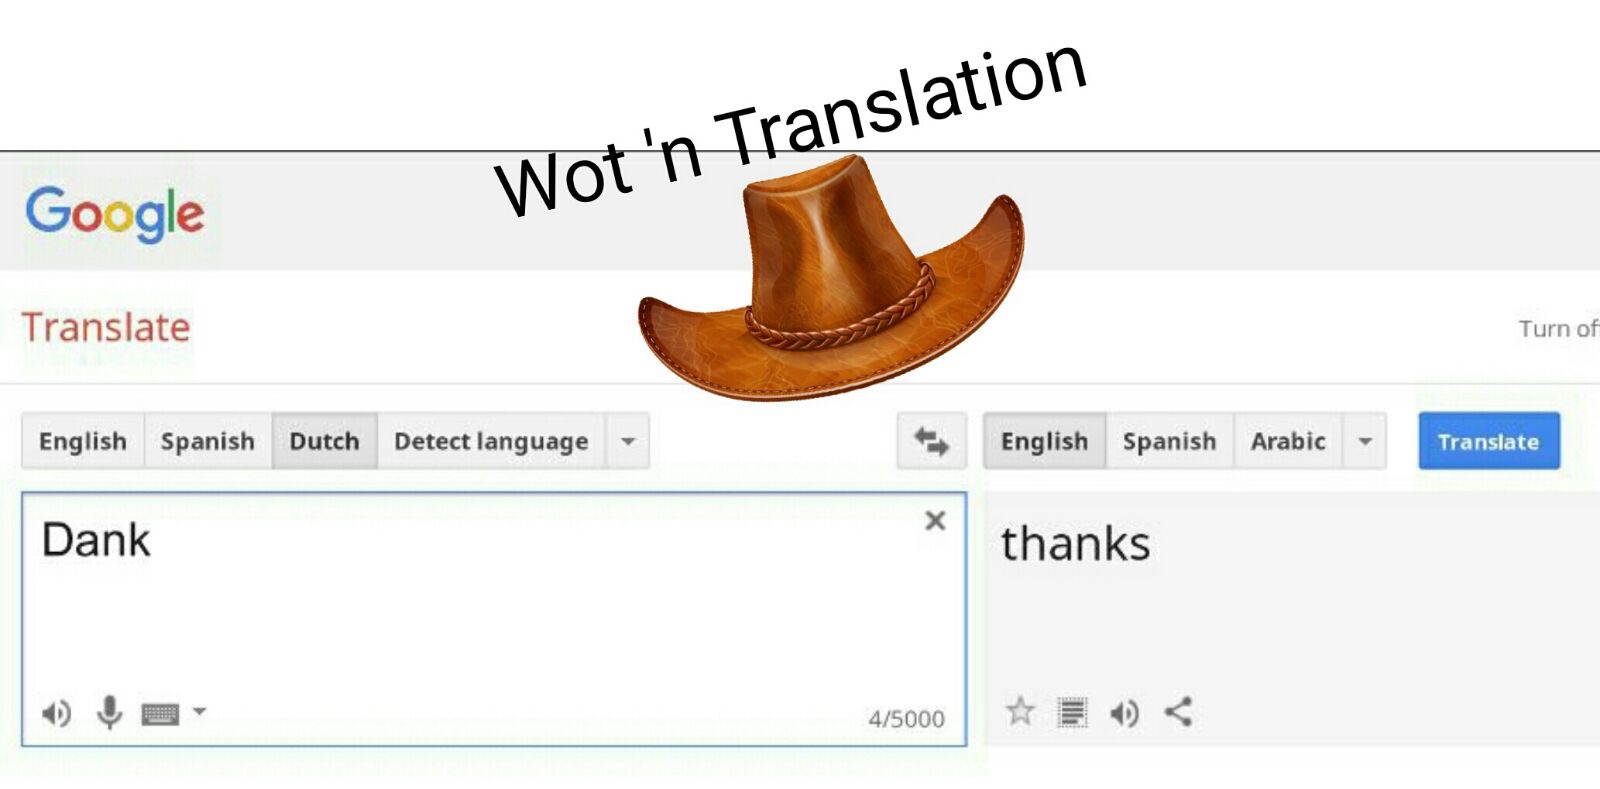 Wot 'n Translation
Google
Translate
Turn of
English Spanish Dutch Detect language
English Spanish Arabic Translate
Dank
thanks
4/5000